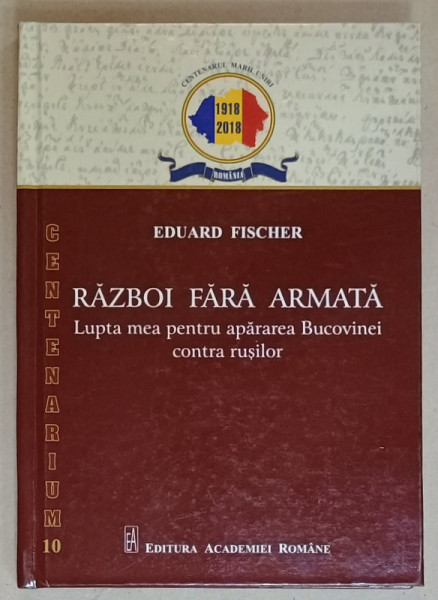 CENTENARUL MARII UNIRI
1918
2018
ROMÂNIA
EDUARD FISCHER
RĂZBOI FĂRĂ ARMATĂ
Lupta mea pentru apărarea Bucovinei
contra rușilor
CENTENARIUM
10
EA EDITURA ACADEMIEI ROMÂNE